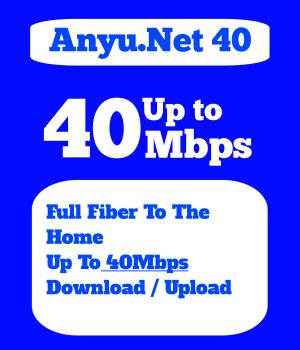 Anyu.Net 40
40 Up to
Mbps
Full Fiber To The
Home
Up To 40Mbps
Download / Upload